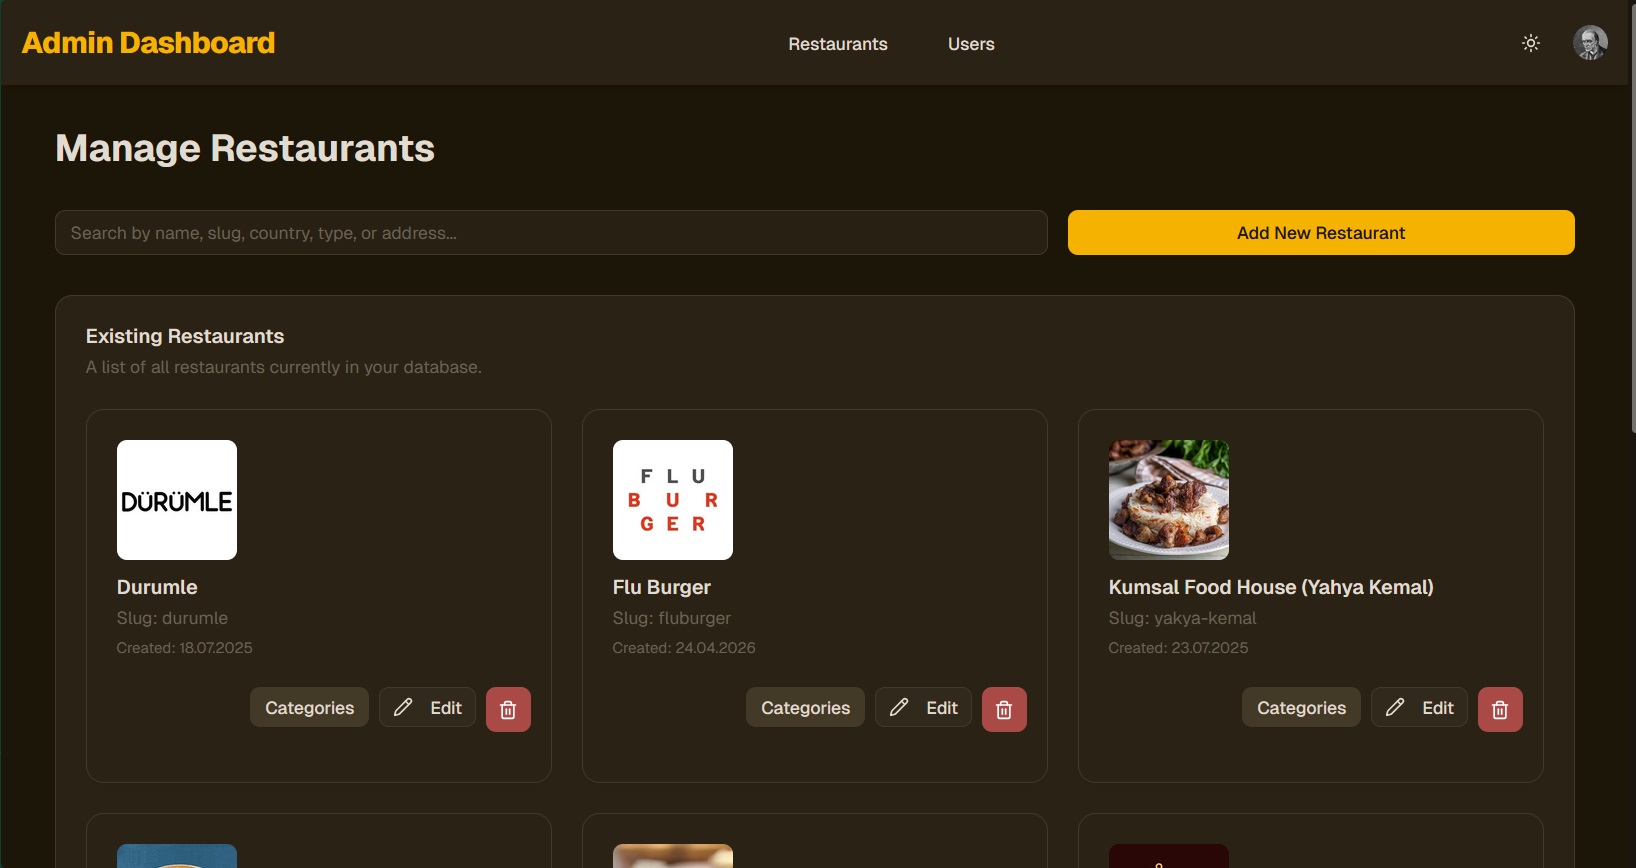 Admin Dashboard
Restaurants
Users
Manage Restaurants
Search by name, slug, country, type, or address...
Add New Restaurant
Existing Restaurants
A list of all restaurants currently in your database.
DÜRÜMLE
Durumle
Slug: durumle
Created: 18.07.2025
Categories
Edit
F L U
B U R
G E R
Flu Burger
Slug: fluburger
Created: 24.04.2026
Categories
Edit
Kumsal Food House (Yahya Kemal)
Slug: yakya-kemal
Created: 23.07.2025
Categories
Edit